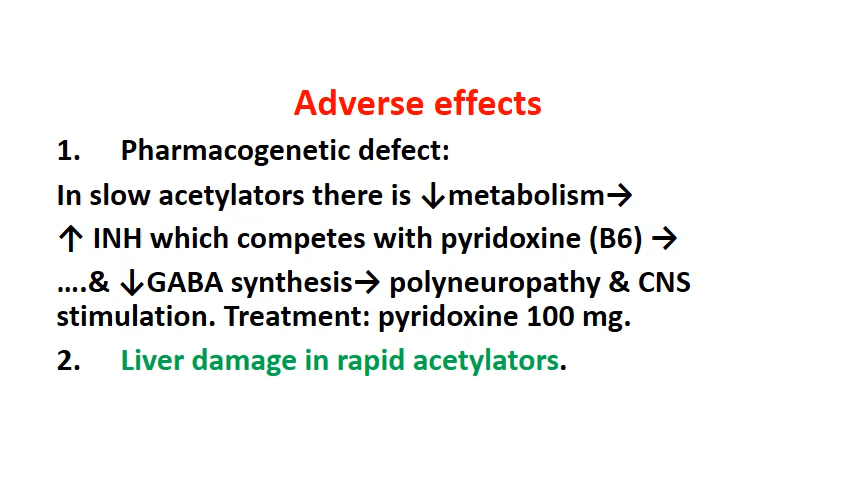 Adverse effects
1. Pharmacogenetic defect:
In slow acetylators there is ↓metabolism→
↑ INH which competes with pyridoxine (B6) →
….& ↓GABA synthesis→ polyneuropathy & CNS
stimulation. Treatment: pyridoxine 100 mg.
2. Liver damage in rapid acetylators.